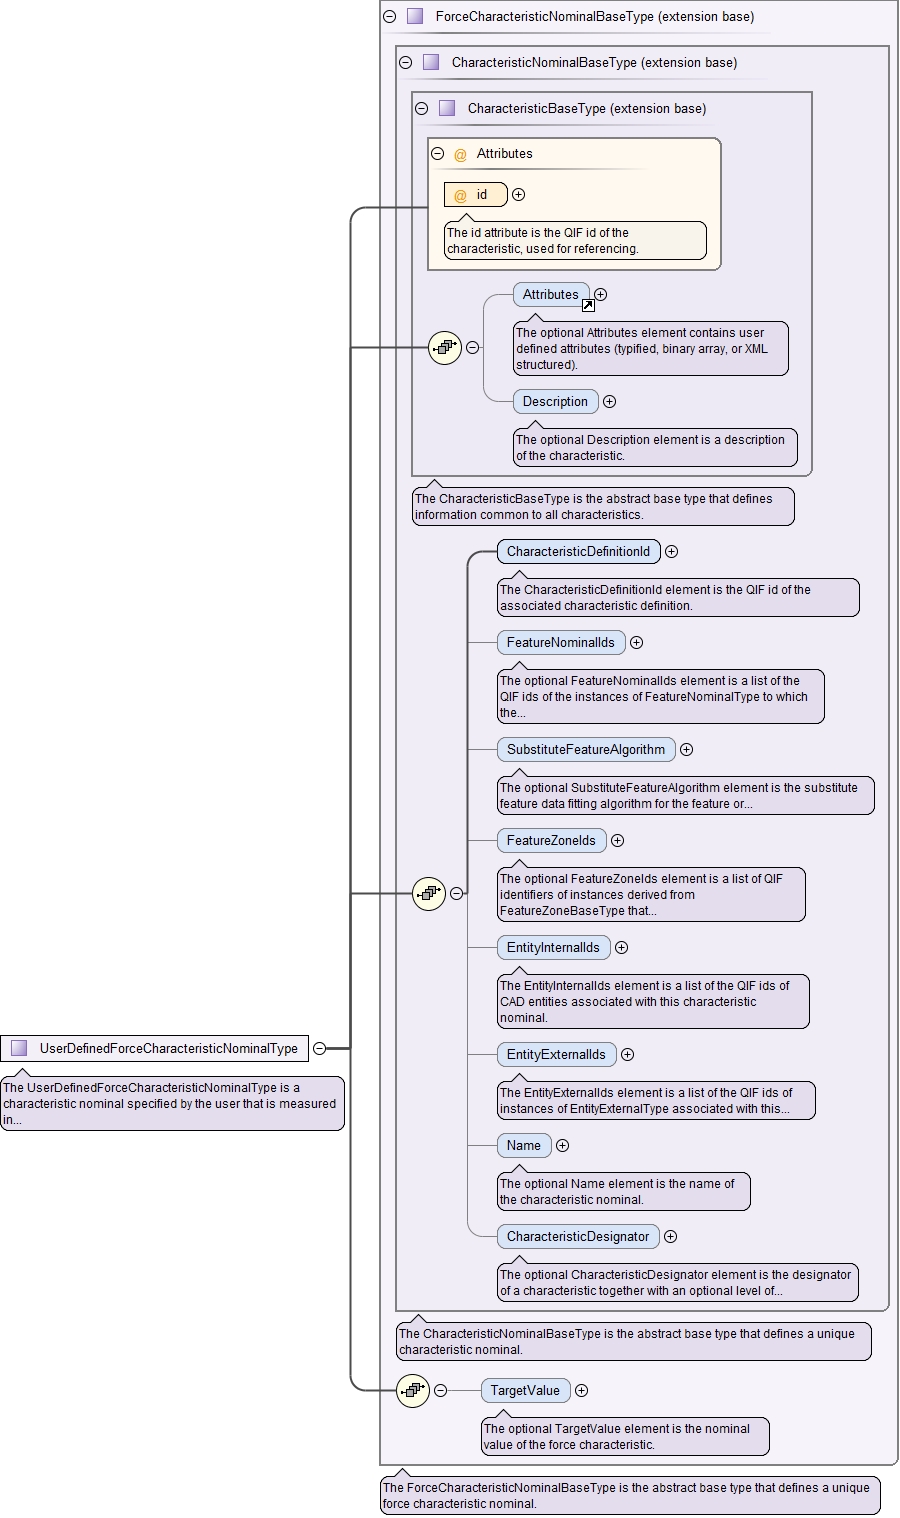 ForceCharacteristicNominalBaseType (extension base)
CharacteristicNominalBaseType (extension base)
CharacteristicBaseType (extension base)
@ Attributes
@ id
The id attribute is the QIF id of the
characteristic, used for referencing.
Attributes
The optional Attributes element contains user
defined attributes (typified, binary array, or XML
structured).
Description
The optional Description element is a description
of the characteristic.
The CharacteristicBaseType is the abstract base type that defines
information common to all characteristics.
CharacteristicDefinitionId
The CharacteristicDefinitionId element is the QIF id of the
associated characteristic definition.
FeatureNominalIds
The optional FeatureNominalIds element is a list of the
QIF ids of the instances of FeatureNominalType to which
the...
SubstituteFeatureAlgorithm
The optional SubstituteFeatureAlgorithm element is the substitute
feature data fitting algorithm for the feature or...
FeatureZoneIds
The optional FeatureZoneIds element is a list of QIF
identifiers of instances derived from
FeatureZoneBaseType that...
EntityInternalIds
The EntityInternalIds element is a list of the QIF ids of
CAD entities associated with this characteristic
nominal.
EntityExternalIds
The EntityExternalIds element is a list of the QIF ids of
instances of EntityExternalType associated with this...
Name
The optional Name element is the name of
the characteristic nominal.
CharacteristicDesignator
The optional CharacteristicDesignator element is the designator
of a characteristic together with an optional level of...
The CharacteristicNominalBaseType is the abstract base type that defines a unique
characteristic nominal.
TargetValue
The optional TargetValue element is the nominal
value of the force characteristic.
The ForceCharacteristicNominalBaseType is the abstract base type that defines a unique
force characteristic nominal.
UserDefinedForceCharacteristicNominalType
The UserDefinedForceCharacteristicNominalType is a
characteristic nominal specified by the user that is measured
in...